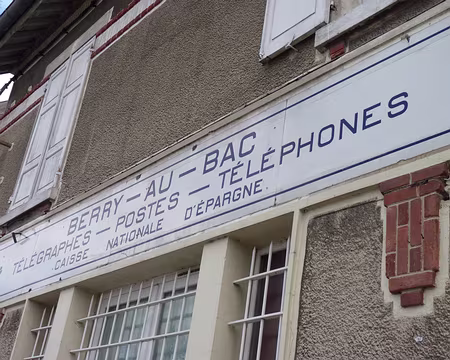 BERRY-AU-BAC
TÉLÉGRAPHES-POSTES-TÉLÉPHONES
CAISSE NATIONALE D'ÉPARGNE